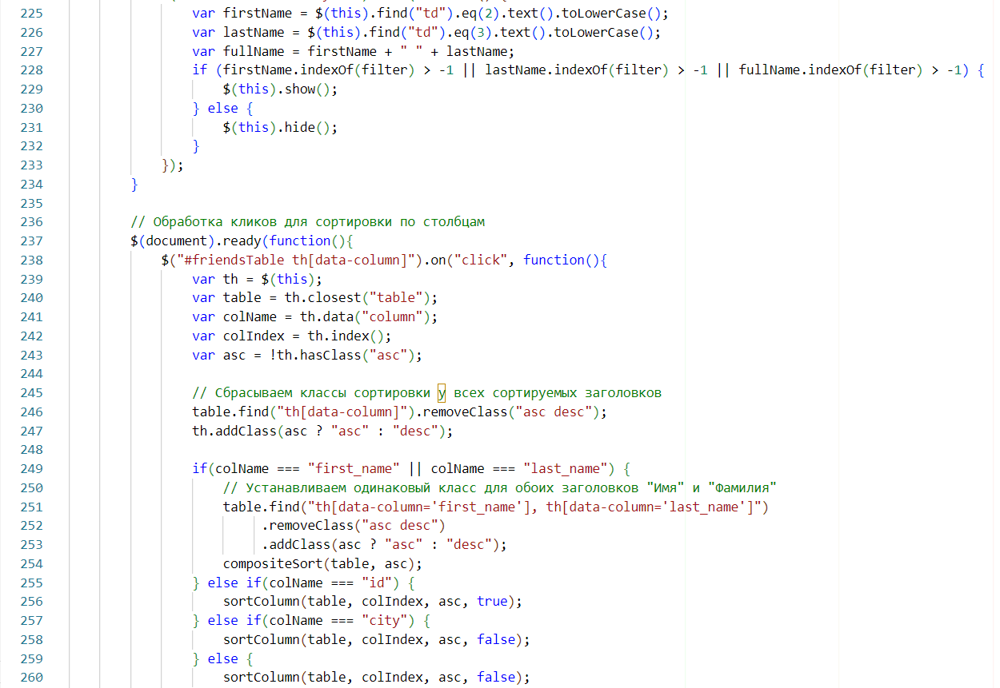 225 var firstName = $(this).find("td").eq(2).text().toLowerCase();
226 var lastName = $(this).find("td").eq(3).text().toLowerCase();
227 var fullName = firstName + " " + lastName;
228 if (firstName.indexOf(filter) > -1 || lastName.indexOf(filter) > -1 || fullName.indexOf(filter) > -1) {
229 $(this).show();
230 } else {
231 $(this).hide();
232 }
233 });
234 }
235
236 // Обработка кликов для сортировки по столбцам
237 $(document).ready(function(){
238 $("#friendsTable th[data-column]").on("click", function(){
239 var th = $(this);
240 var table = th.closest("table");
241 var colName = th.data("column");
242 var colIndex = th.index();
243 var asc = !th.hasClass("asc");
244
245 // Сбрасываем классы сортировки у всех сортируемых заголовков
246 table.find("th[data-column]").removeClass("asc desc");
247 th.addClass(asc ? "asc" : "desc");
248
249 if(colName === "first_name" || colName === "last_name") {
250 // Устанавливаем одинаковый класс для обоих заголовков "Имя" и "Фамилия"
251 table.find("th[data-column='first_name'], th[data-column='last_name']")
252 .removeClass("asc desc")
253 .addClass(asc ? "asc" : "desc");
254 compositeSort(table, asc);
255 } else if(colName === "id") {
256 sortColumn(table, colIndex, asc, true);
257 } else if(colName === "city") {
258 sortColumn(table, colIndex, asc, false);
259 } else {
260 sortColumn(table, colIndex, asc, false);